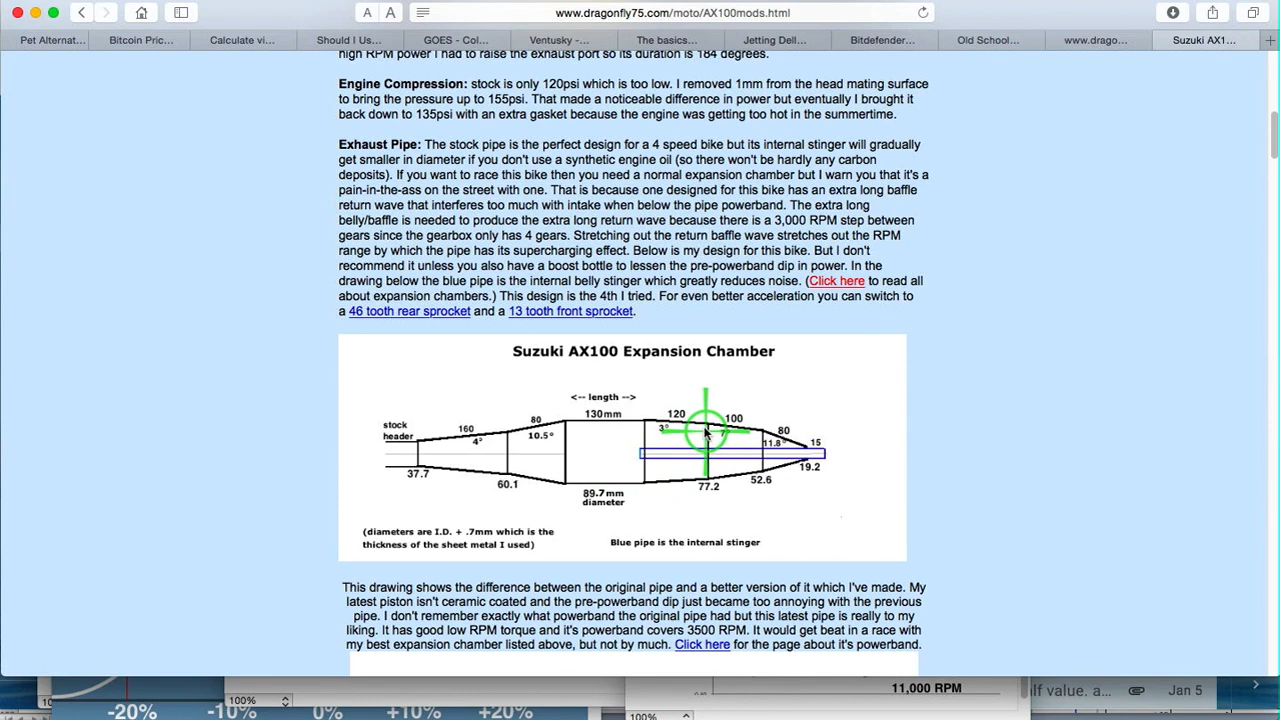 A A
www.dragonfly75.com/moto/AX100mods.html
Pet Alternat... Bitcoin Pric... Calculate vi... Should I Us... GOES - Col... Ventusky -... The basics... Jetting Dell... Bitdefender... Old School... www.drago... Suzuki AX1...
high RPM power I had to raise the exhaust port so its duration is 184 degrees.
Engine Compression: stock is only 120psi which is too low. I removed 1mm from the head mating surface
to bring the pressure up to 155psi. That made a noticeable difference in power but eventually I brought it
back down to 135psi with an extra gasket because the engine was getting too hot in the summertime.
Exhaust Pipe: The stock pipe is the perfect design for a 4 speed bike but its internal stinger will gradually
get smaller in diameter if you don't use a synthetic engine oil (so there won't be hardly any carbon
deposits). If you want to race this bike then you need a normal expansion chamber but I warn you that it's a
pain-in-the-ass on the street with one. That is because one designed for this bike has an extra long baffle
return wave that interferes too much with intake when below the pipe powerband. The extra long
belly/baffle is needed to produce the extra long return wave because there is a 3,000 RPM step between
gears since the gearbox only has 4 gears. Stretching out the return baffle wave stretches out the RPM
range by which the pipe has its supercharging effect. Below is my design for this bike. But I don't
recommend it unless you also have a boost bottle to lessen the pre-powerband dip in power. In the
drawing below the blue pipe is the internal belly stinger which greatly reduces noise. (Click here to read all
about expansion chambers.) This design is the 4th I tried. For even better acceleration you can switch to
a 46 tooth rear sprocket and a 13 tooth front sprocket.
Suzuki AX100 Expansion Chamber
<-- length -->
stock
header
160
80
130mm
120
100
80
4°
10.5°
3°
7
11.8°
15
37.7
60.1
89.7mm
diameter
77.2
52.6
19.2
(diameters are I.D. + .7mm which is the
thickness of the sheet metal I used)
Blue pipe is the internal stinger
This drawing shows the difference between the original pipe and a better version of it which I've made. My
latest piston isn't ceramic coated and the pre-powerband dip just became too annoying with the previous
pipe. I don't remember exactly what powerband the original pipe had but this latest pipe is really to my
liking. It has good low RPM torque and it's powerband covers 3500 RPM. It would get beat in a race with
my best expansion chamber listed above, but not by much. Click here for the page about it's powerband.
11,000 RPM
lf value. a...
Jan 5
100%
-20% -10% 0% +10% +20%
100%